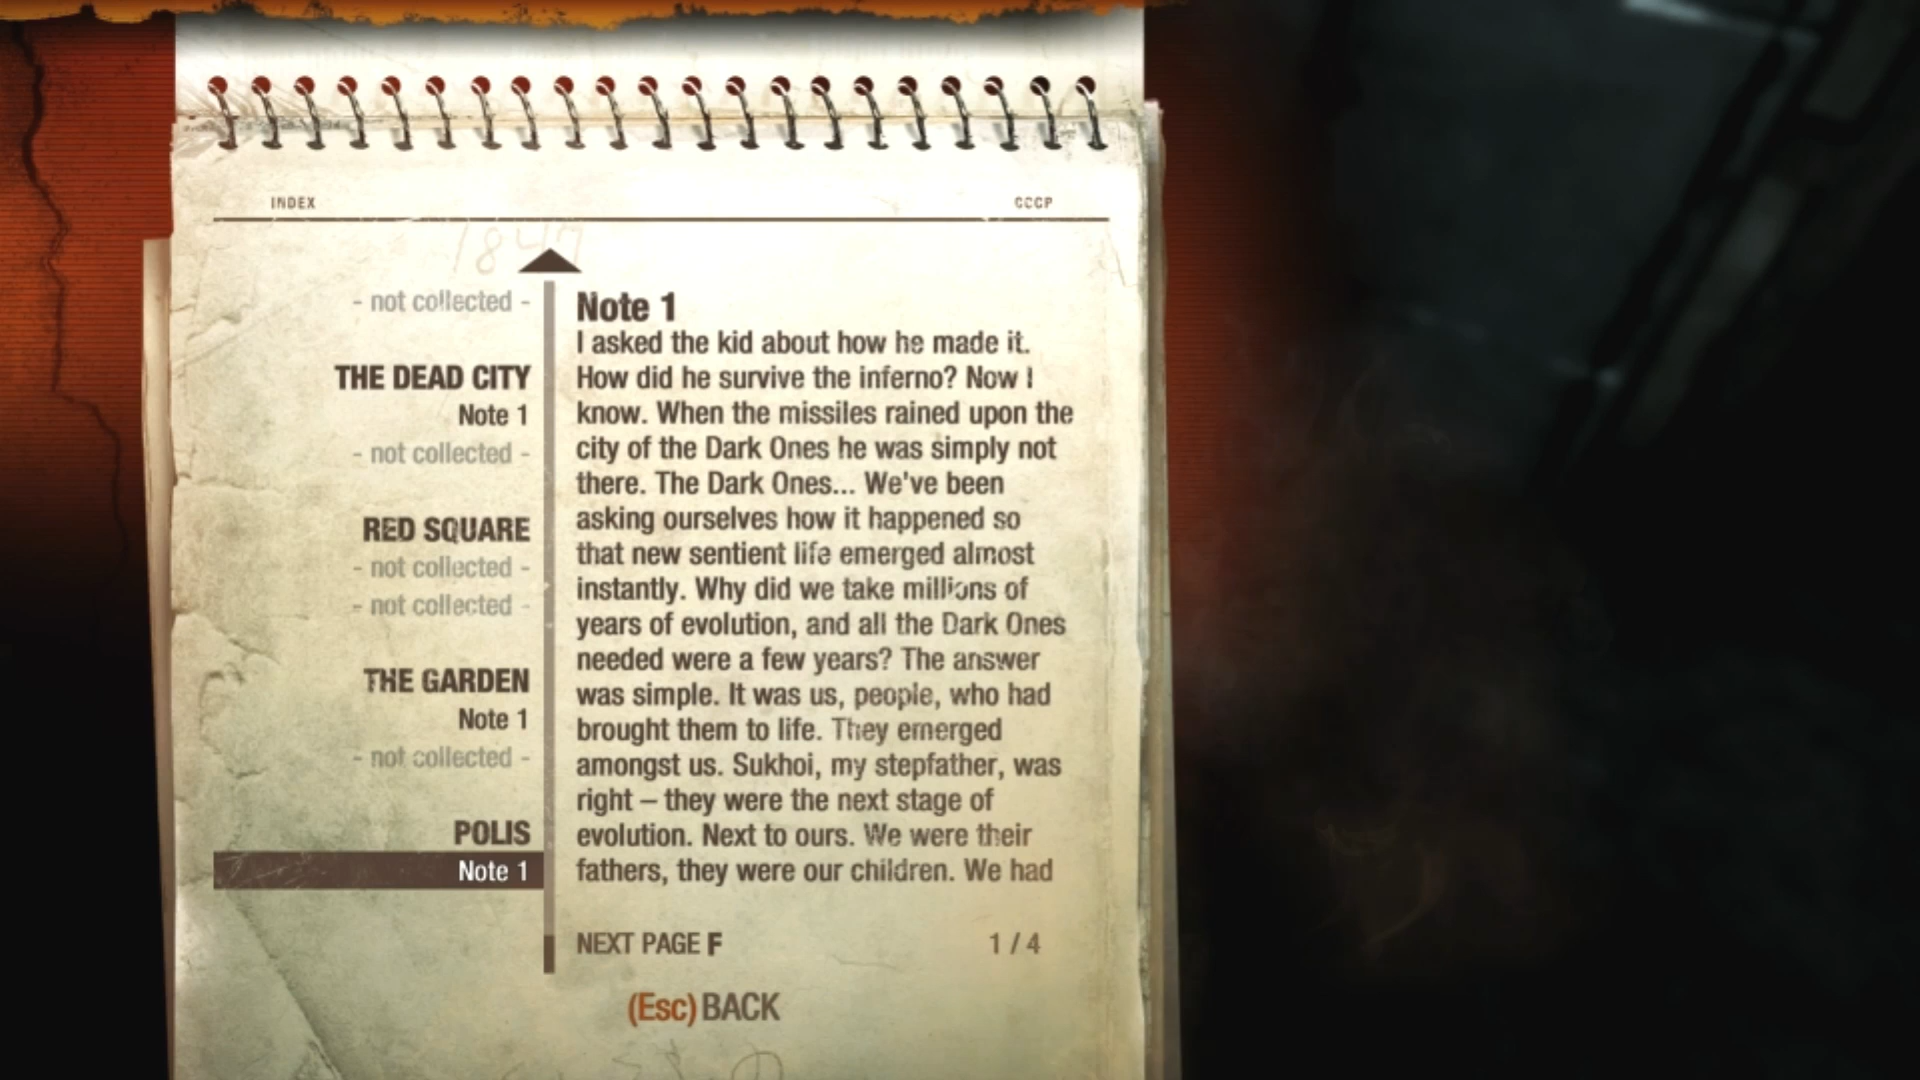 INDEX
CCCP
1847
- not collected -
THE DEAD CITY
Note 1
- not collected -
RED SQUARE
- not collected -
- not collected -
THE GARDEN
Note 1
- not collected -
POLIS
Note 1
Note 1
I asked the kid about how he made it.
How did he survive the inferno? Now I
know. When the missiles rained upon the
city of the Dark Ones he was simply not
there. The Dark Ones... We've been
asking ourselves how it happened so
that new sentient life emerged almost
instantly. Why did we take millions of
years of evolution, and all the Dark Ones
needed were a few years? The answer
was simple. It was us, people, who had
brought them to life. They emerged
amongst us. Sukhoi, my stepfather, was
right – they were the next stage of
evolution. Next to ours. We were their
fathers, they were our children. We had
NEXT PAGE F
1 / 4
(Esc) BACK